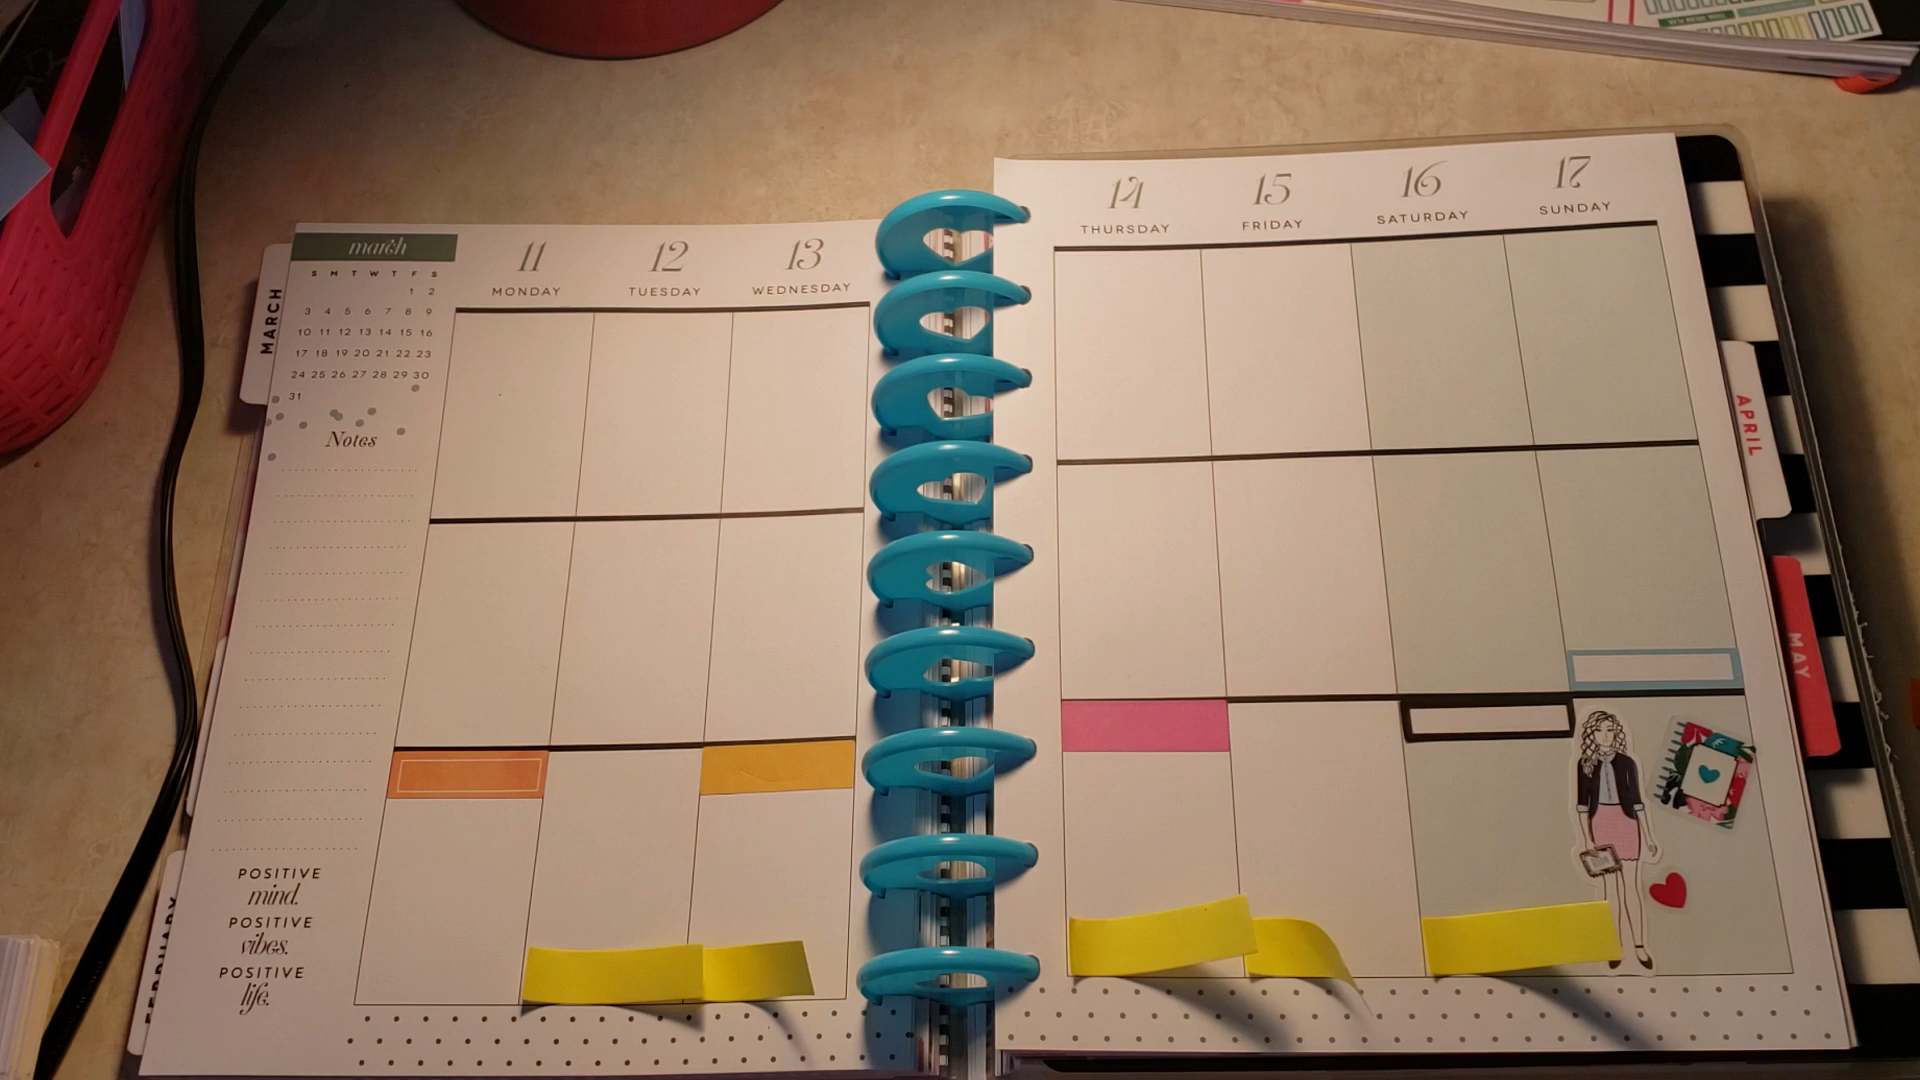 march
S M T W T F S
1 2
3 4 5 6 7 8 9
10 11 12 13 14 15 16
17 18 19 20 21 22 23
24 25 26 27 28 29 30
31
Notes
POSITIVE
mind.
POSITIVE
vibes.
POSITIVE
life.
MARCH
FEBRUARY
11
MONDAY
12
TUESDAY
13
WEDNESDAY
14
THURSDAY
15
FRIDAY
16
SATURDAY
17
SUNDAY
APRIL
MAY